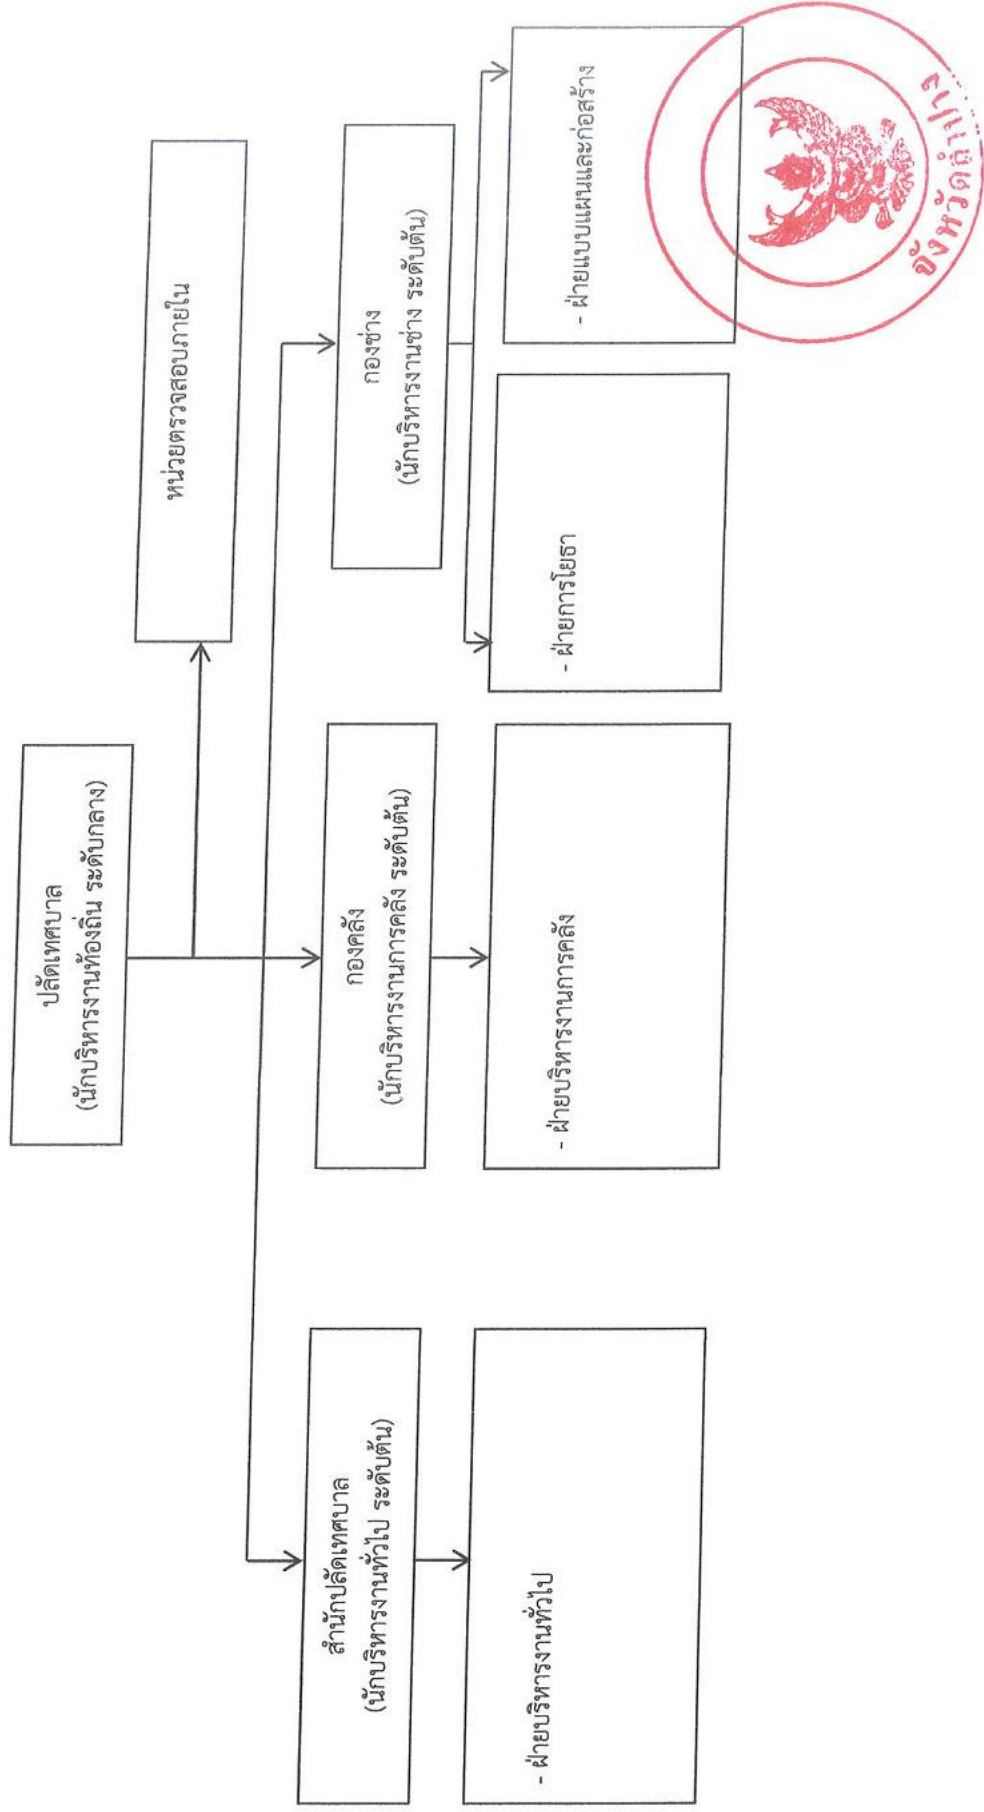 ปลัดเทศบาล
(นักบริหารงานท้องถิ่น ระดับกลาง)
หน่วยตรวจสอบภายใน
สำนักปลัดเทศบาล
(นักบริหารงานทั่วไป ระดับต้น)
กองคลัง
(นักบริหารงานการคลัง ระดับต้น)
กองช่าง
(นักบริหารงานช่าง ระดับต้น)
- ฝ่ายบริหารงานทั่วไป
- ฝ่ายบริหารงานการคลัง
- ฝ่ายการโยธา
- ฝ่ายแบบแผนและก่อสร้าง